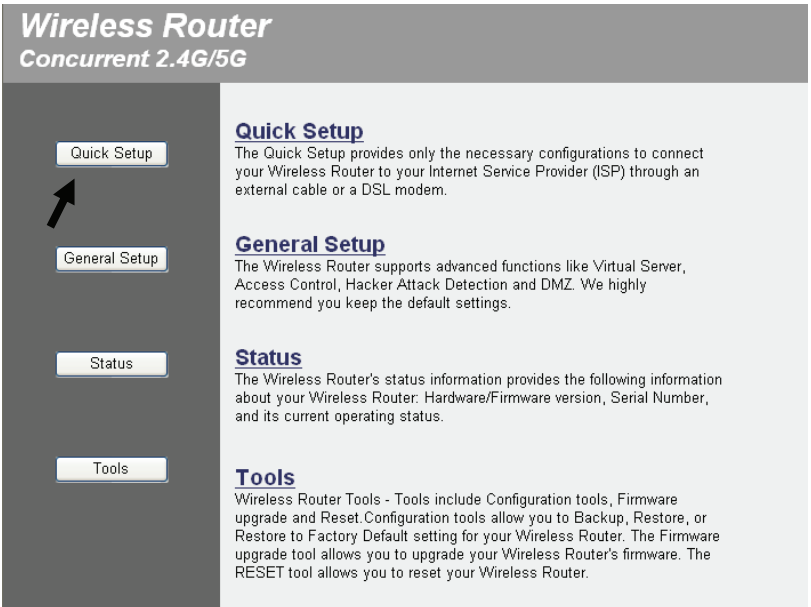 Wireless Router
Concurrent 2.4G/5G
Quick Setup
Quick Setup
The Quick Setup provides only the necessary configurations to connect
your Wireless Router to your Internet Service Provider (ISP) through an
external cable or a DSL modem.
General Setup
General Setup
The Wireless Router supports advanced functions like Virtual Server,
Access Control, Hacker Attack Detection and DMZ. We highly
recommend you keep the default settings.
Status
Status
The Wireless Router's status information provides the following information
about your Wireless Router: Hardware/Firmware version, Serial Number,
and its current operating status.
Tools
Tools
Wireless Router Tools - Tools include Configuration tools, Firmware
upgrade and Reset.Configuration tools allow you to Backup, Restore, or
Restore to Factory Default setting for your Wireless Router. The Firmware
upgrade tool allows you to upgrade your Wireless Router's firmware. The
RESET tool allows you to reset your Wireless Router.